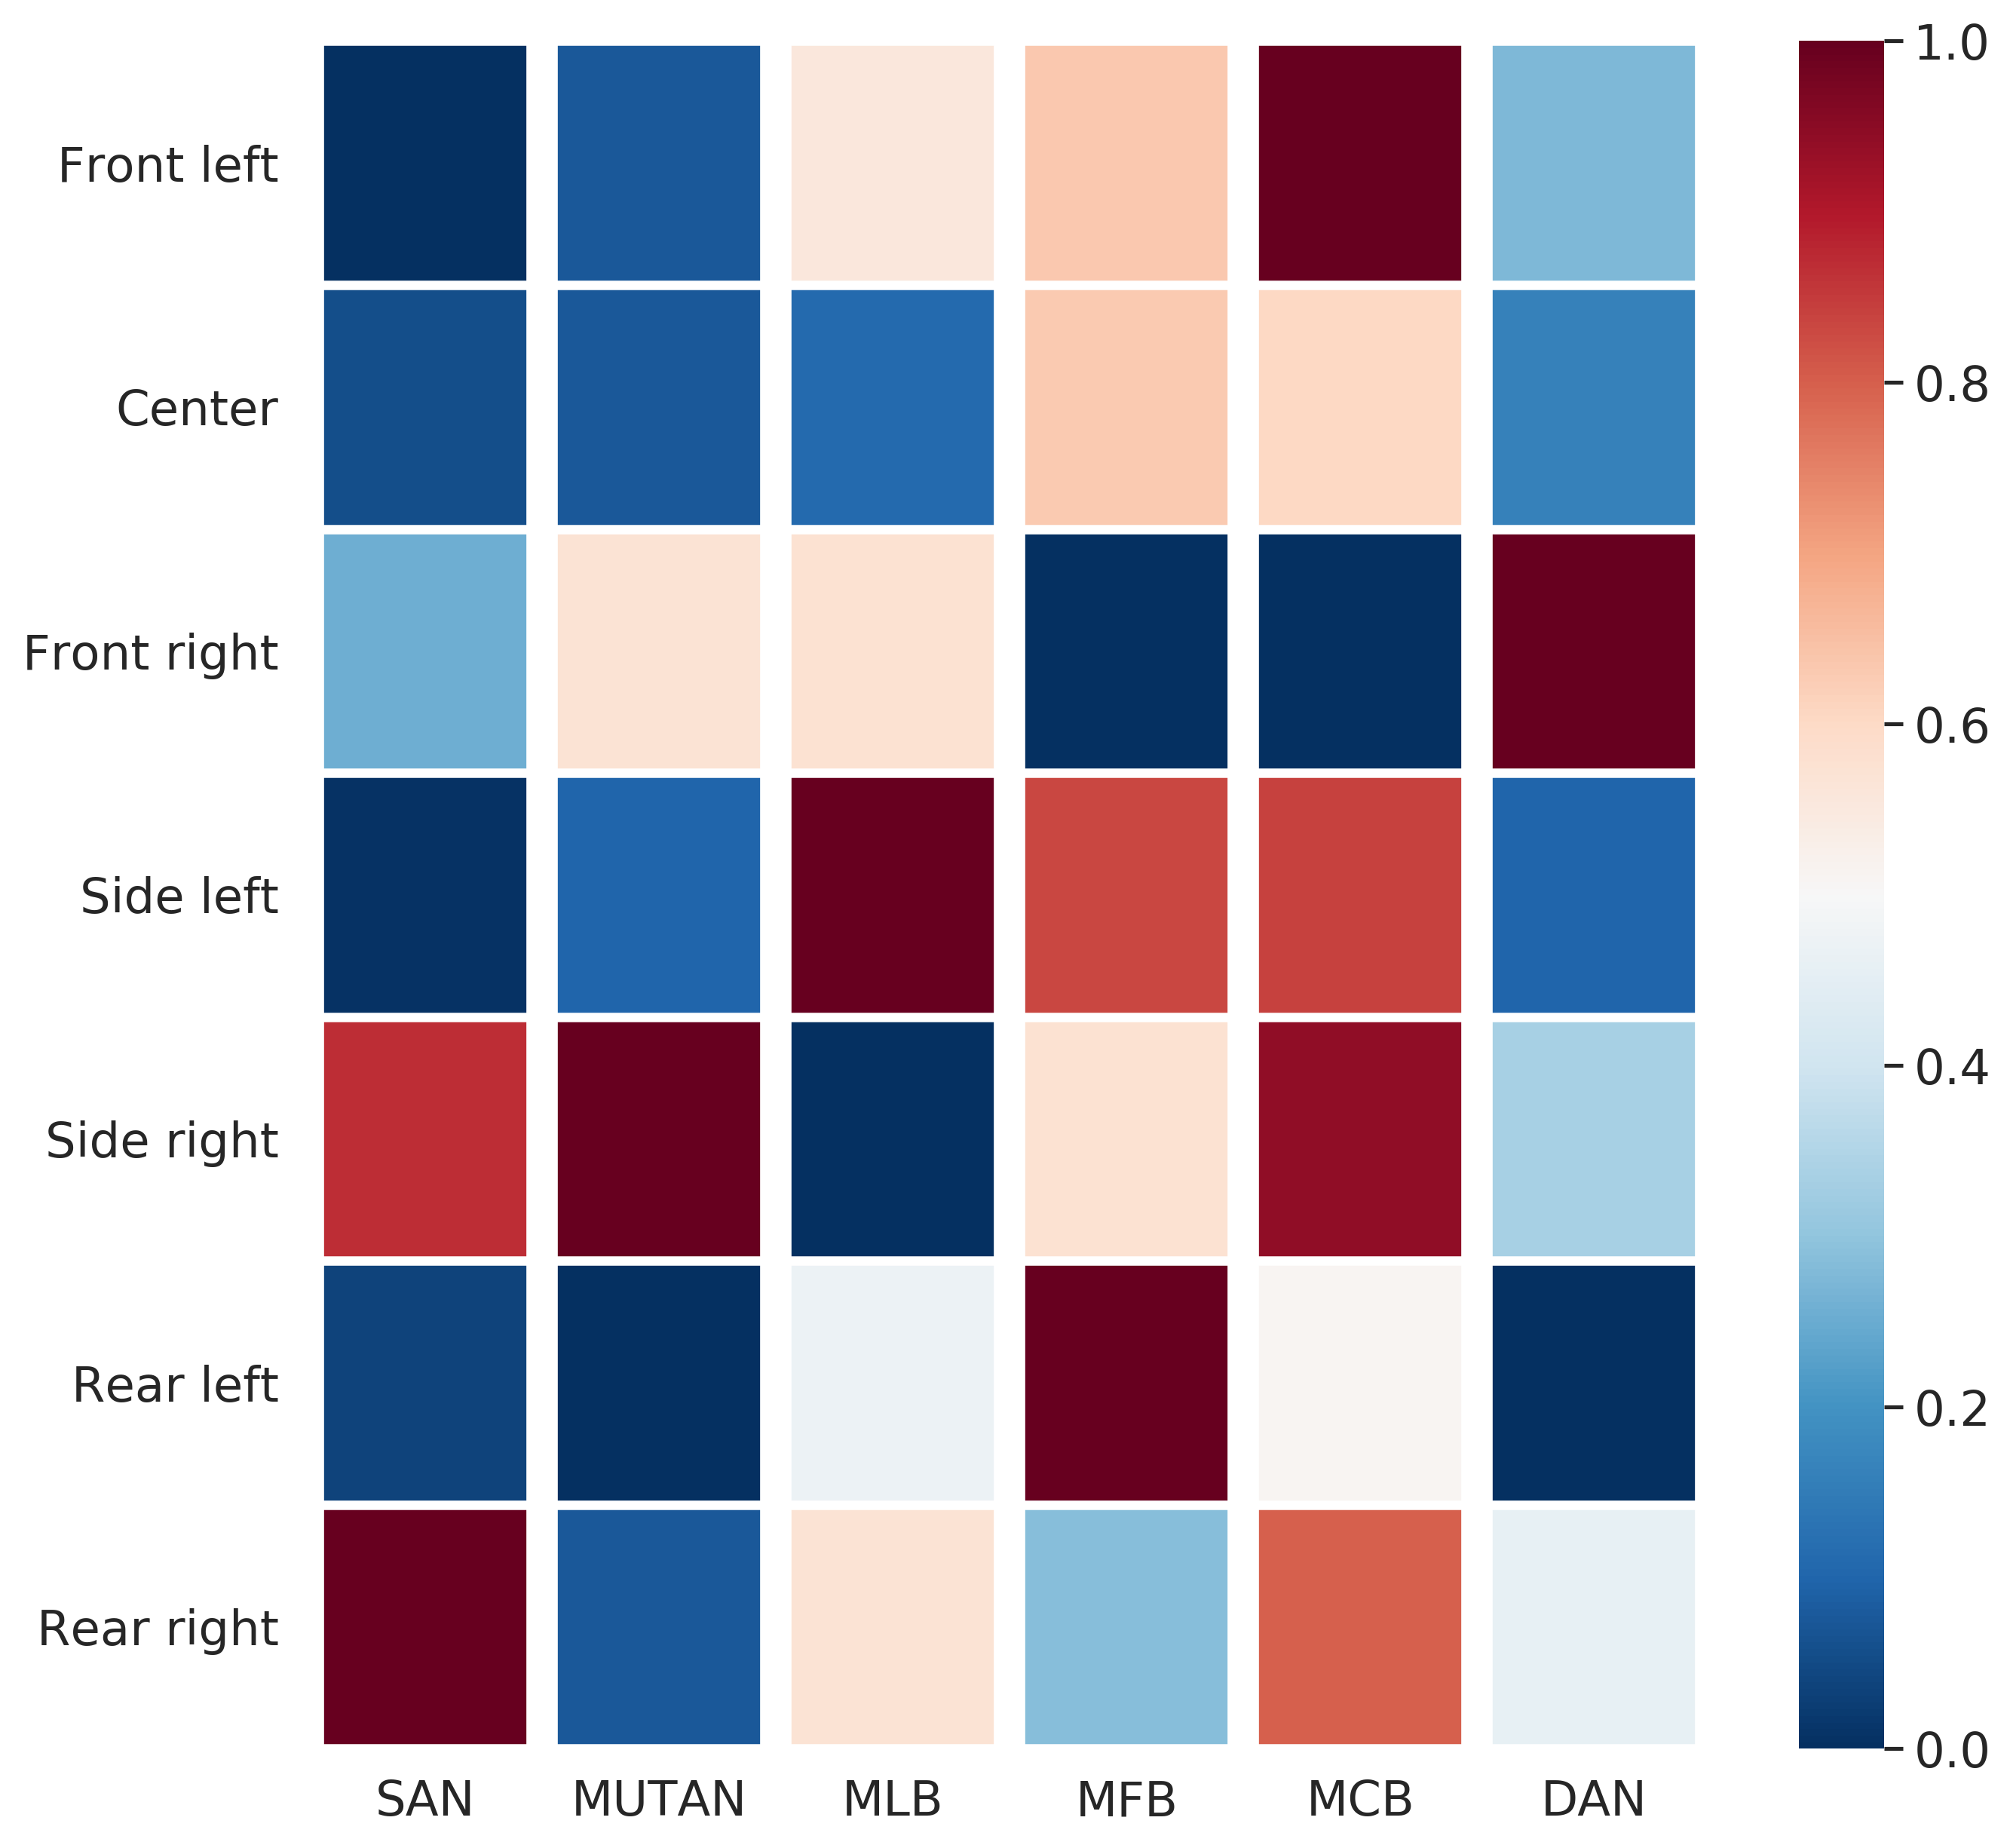 1.0
Front left
0.8
Center
Front right
0.6
Side left
0.4
Side right
Rear left
0.2
Rear right
0.0
SAN MUTAN MLB MFB MCB DAN